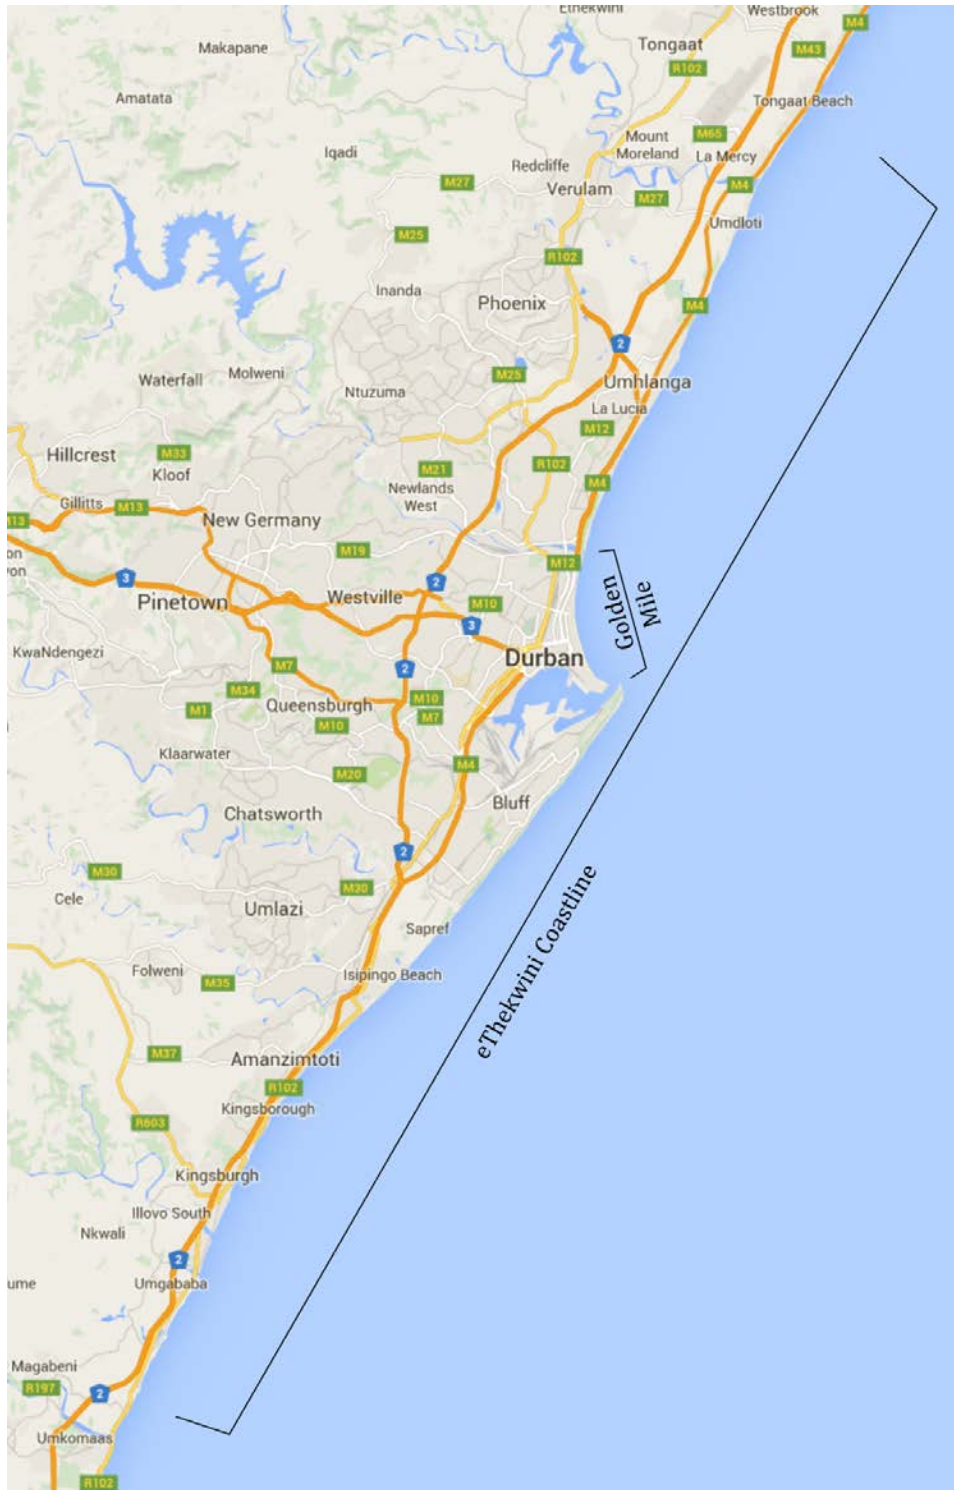 Ethekwini
Westbrook
M4
Makapane
Tongaat
M43
R102
Amatata
Tongaat Beach
Mount
Moreland
M65
La Mercy
Iqadi
Redcliffe
M27
Verulam
M27
M4
Umdloti
M25
R102
Inanda
Phoenix
M4
2
Waterfall
Molweni
M25
Umhlanga
Ntuzuma
La Lucia
M12
Hillcrest
M33
Kloof
M21
R102
Newlands
West
M4
Gillitts
M13
M13
New Germany
M19
M12
on
on
3
2
Golden
Mile
Pinetown
Westville
M10
3
KwaNdengezi
Durban
M7
2
M34
M1
Queensburgh
M10
M10
M7
Klaarwater
M20
M4
Chatsworth
Bluff
2
M30
M30
Cele
Umlazi
eThekwini Coastline
Sapref
Folweni
M35
Isipingo Beach
M37
Amanzimtoti
R102
Kingsborough
R603
Kingsburgh
Illovo South
Nkwali
2
ume
Umgababa
Magabeni
R197
2
Umkomaas
R102